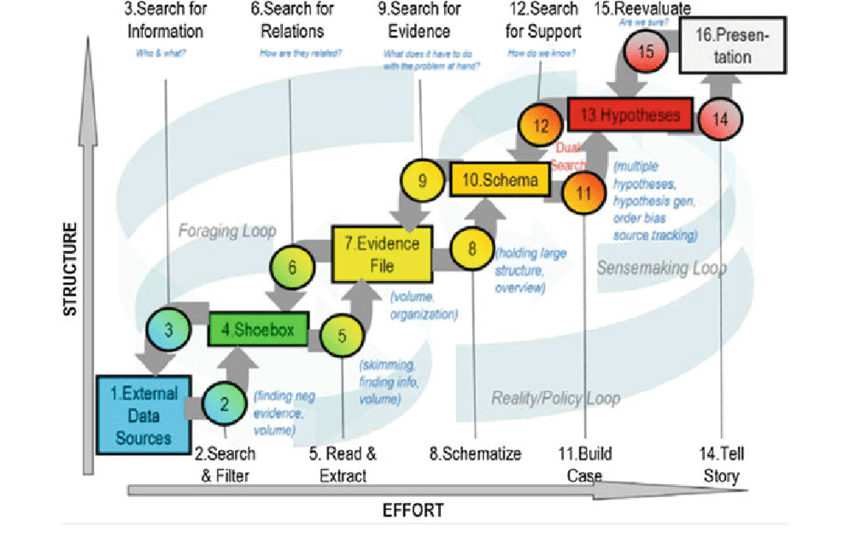 3.Search for
Information
Who & what?
6.Search for
Relations
How are they related?
9.Search for
Evidence
What does it have to do
with the problem at hand?
12.Search
for Support
How do we know?
15.Reevaluate
Are we sure?
15
16.Presen-
tation
12
13.Hypotheses
14
Dual
Search
9
10.Schema
11
(multiple
hypotheses,
hypothesis gen,
order bias
source tracking)
Foraging Loop
6
7.Evidence
File
8
(holding large
structure,
overview)
Sensemaking Loop
STRUCTURE
3
4.Shoebox
5
(volume,
organization)
(skimming,
finding info,
volume)
1.External
Data
Sources
2
(finding neg
evidence,
volume)
Reality/Policy Loop
2.Search
& Filter
5. Read &
Extract
8.Schematize
11.Build
Case
14.Tell
Story
EFFORT